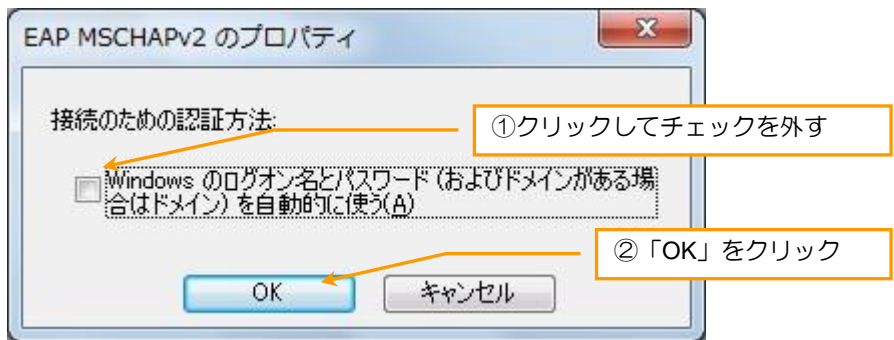 EAP MSCHAPv2 のプロパティ
接続のための認証方法:
①クリックしてチェックを外す
Windows のログオン名とパスワード (およびドメインがある場
合はドメイン) を自動的に使う(A)
②「OK」をクリック
OK
キャンセル